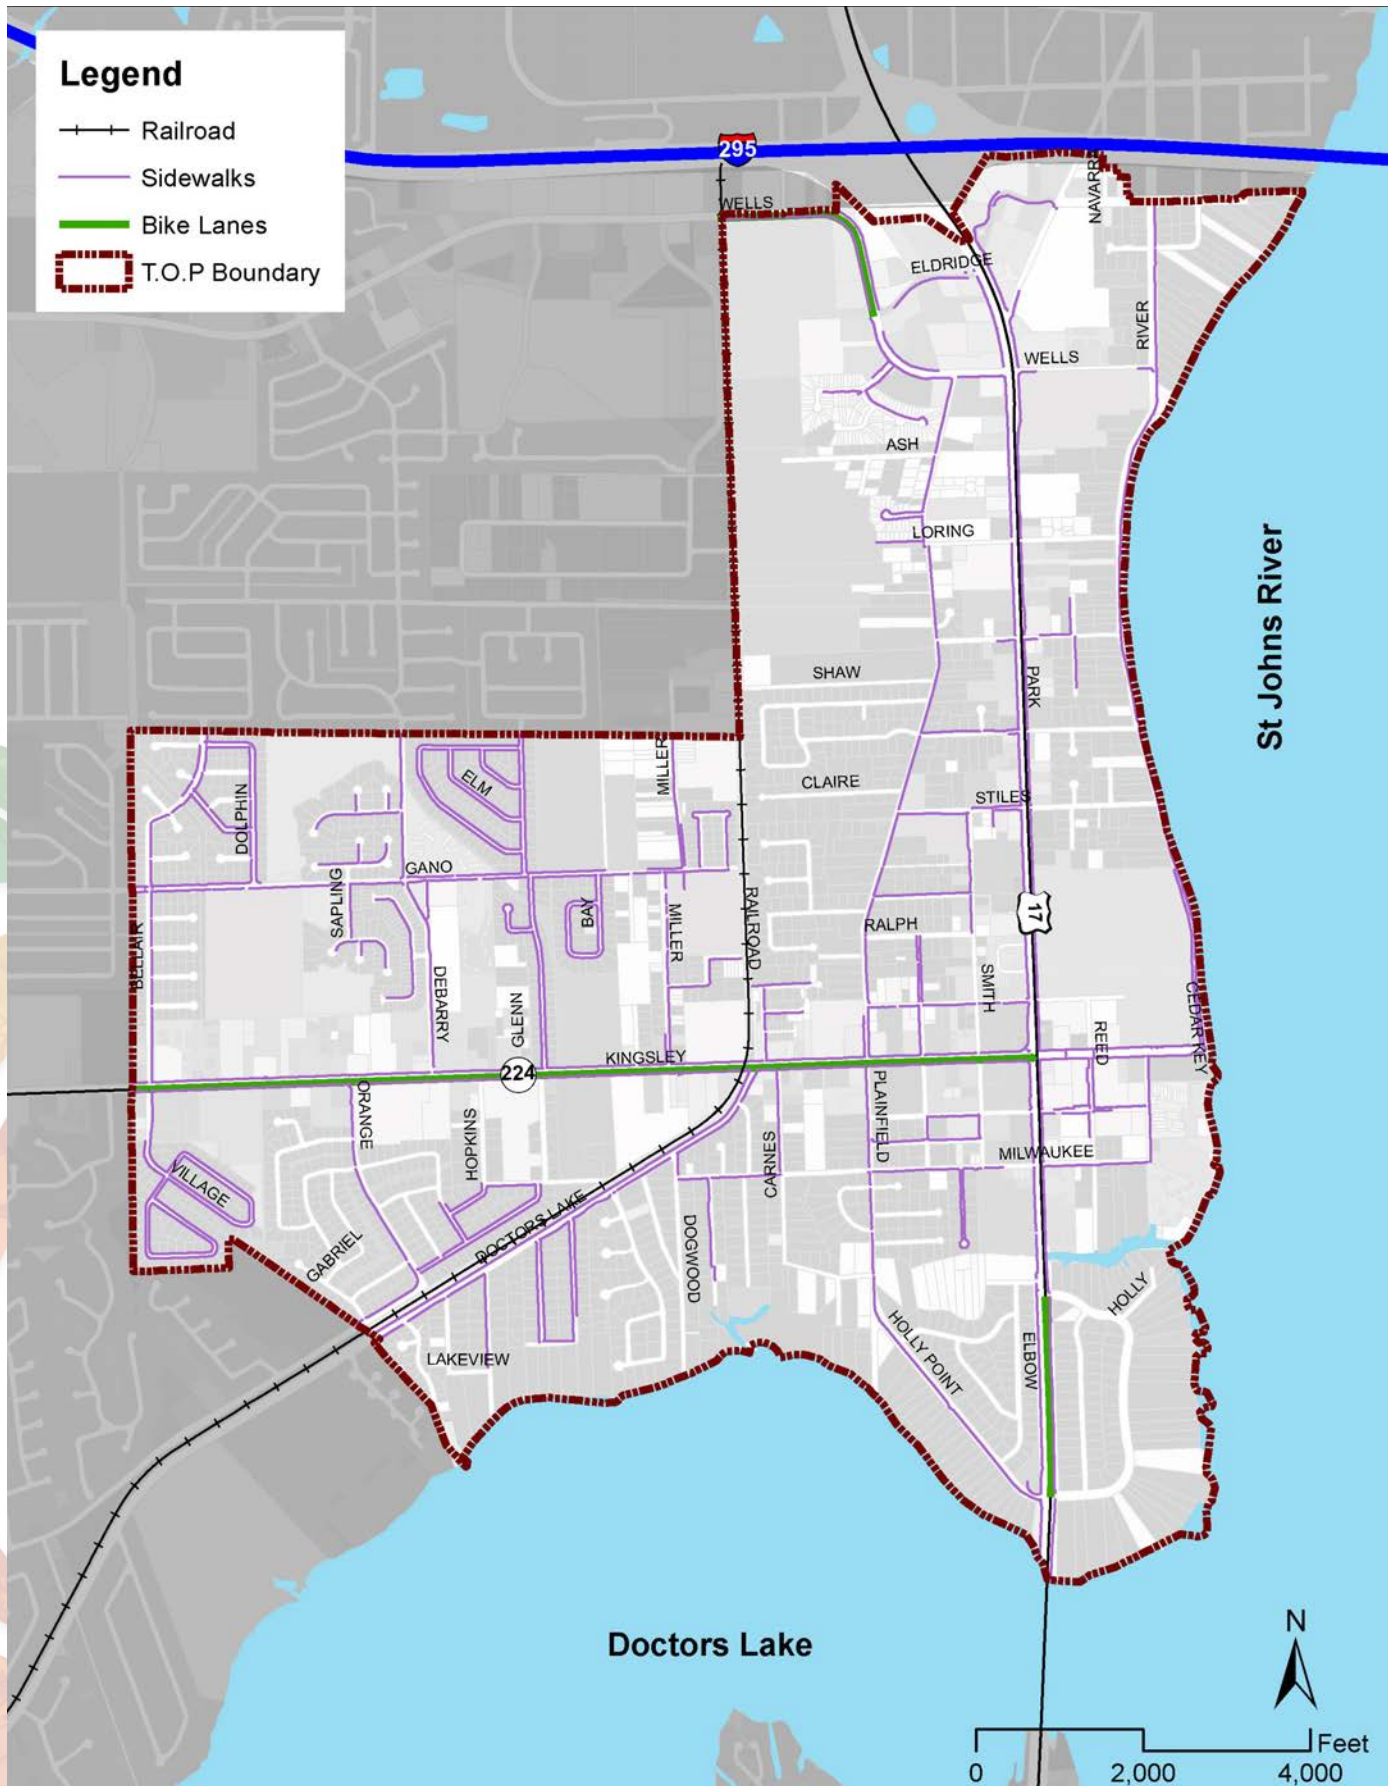 Legend
Railroad
Sidewalks
Bike Lanes
T.O.P Boundary
295
WELLS
NAVARRE
ELDRIDGE
RIVER
WELLS
ASH
LORING
St Johns River
SHAW
PARK
MILLER
CLAIRE
STILES
ELM
DOLPHIN
GANO
SAPLING
BAY
MILLER
RAILROAD
RALPH
17
BELLAIR
DEBARRY
GLENN
SMITH
CEDAR KEY
REED
KINGSLEY
224
ORANGE
HOPKINS
PLAINFIELD
CARNES
MILWAUKEE
VILLAGE
DOCTORS LAKE
DOGWOOD
GABRIEL
HOLLY
HOLLY POINT
ELBOW
LAKEVIEW
Doctors Lake
N
Feet
0 2,000 4,000